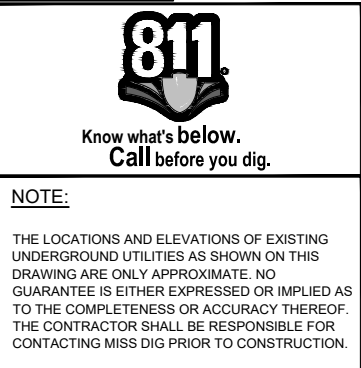 811.
Know what's below.
Call before you dig.
NOTE:
THE LOCATIONS AND ELEVATIONS OF EXISTING
UNDERGROUND UTILITIES AS SHOWN ON THIS
DRAWING ARE ONLY APPROXIMATE. NO
GUARANTEE IS EITHER EXPRESSED OR IMPLIED AS
TO THE COMPLETENESS OR ACCURACY THEREOF.
THE CONTRACTOR SHALL BE RESPONSIBLE FOR
CONTACTING MISS DIG PRIOR TO CONSTRUCTION.